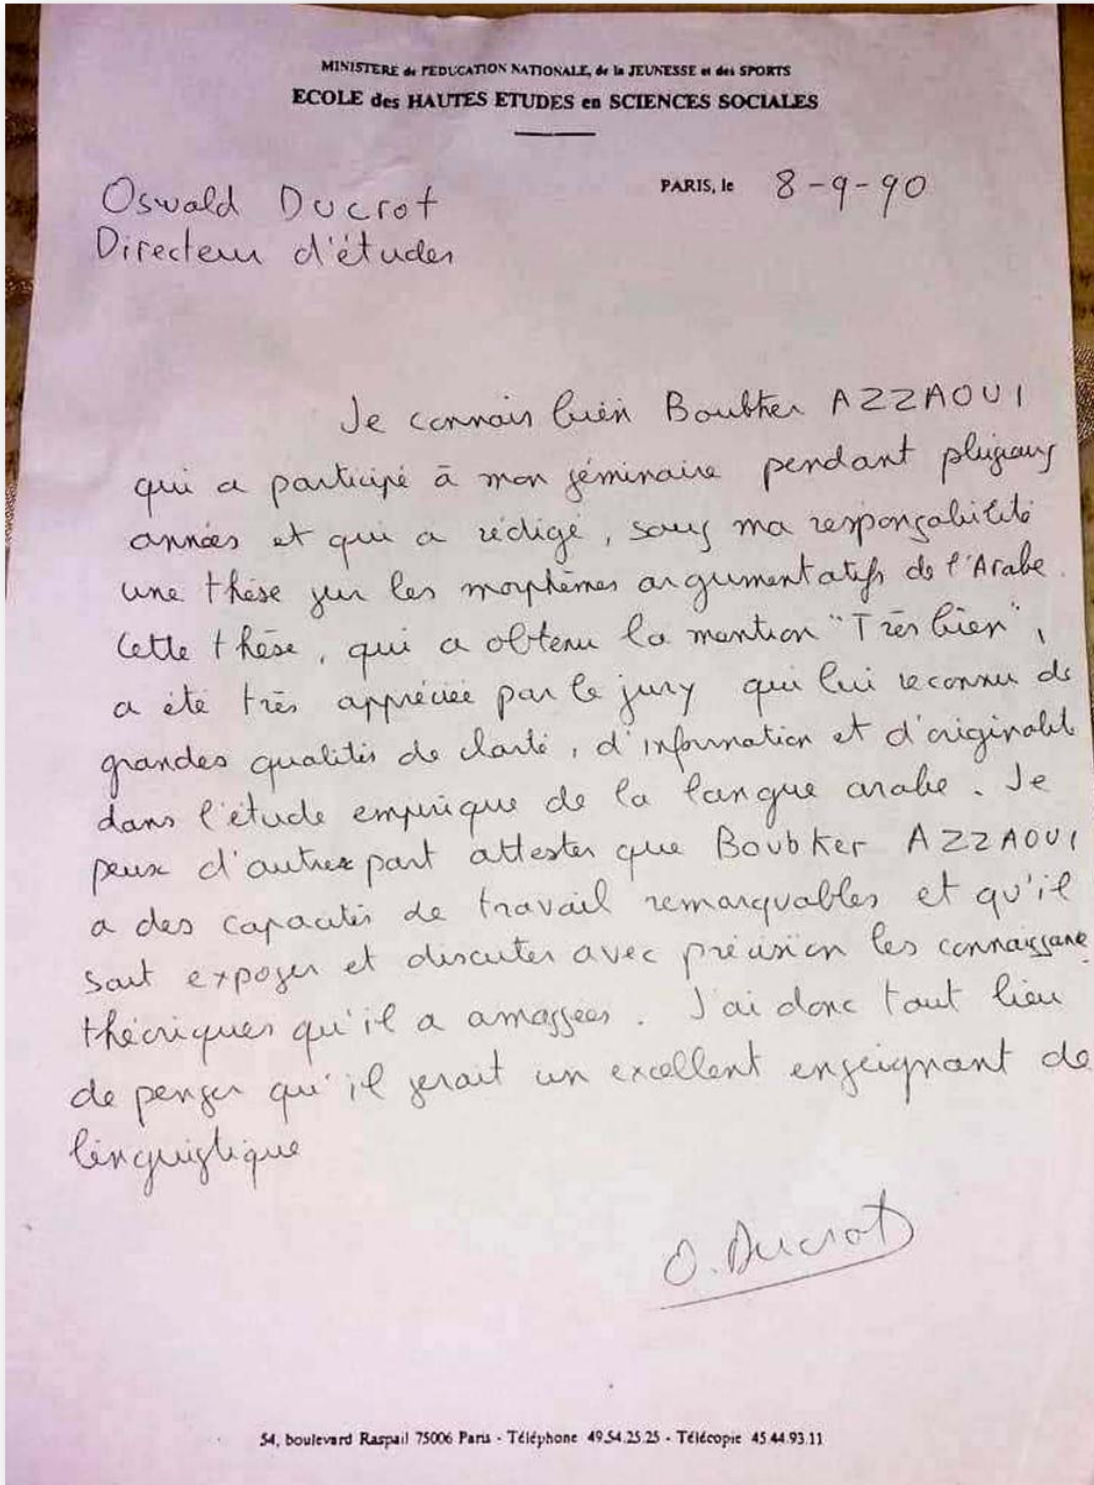 MINISTERE de l'EDUCATION NATIONALE, de la JEUNESSE et des SPORTS
ECOLE des HAUTES ETUDES en SCIENCES SOCIALES
PARIS, le 8-9-90
Oswald Ducrot
Directeur d'études
Je connais bien Boubker AZZAOUI
qui a participé à mon séminaire pendant plusieurs
années et qui a rédigé, sous ma responsabilité
une thèse sur les morphèmes argumentatifs de l'Arabe.
Cette thèse, qui a obtenu la mention "Très bien",
a été très appréciée par le jury qui lui reconnu de
grandes qualités de clarté, d'information et d'originalité
dans l'étude empirique de la langue arabe. Je
peux d'autre part attester que Boubker AZZAOUI
a des capacités de travail remarquables et qu'il
sait exposer et discuter avec précision les connaissance
théoriques qu'il a amassées. J'ai donc tout lieu
de penser qu'il serait un excellent enseignant de
linguistique
O. Ducrot
54, boulevard Raspail 75006 Paris - Téléphone 49.54.25.25 - Télécopie 45.44.93.11